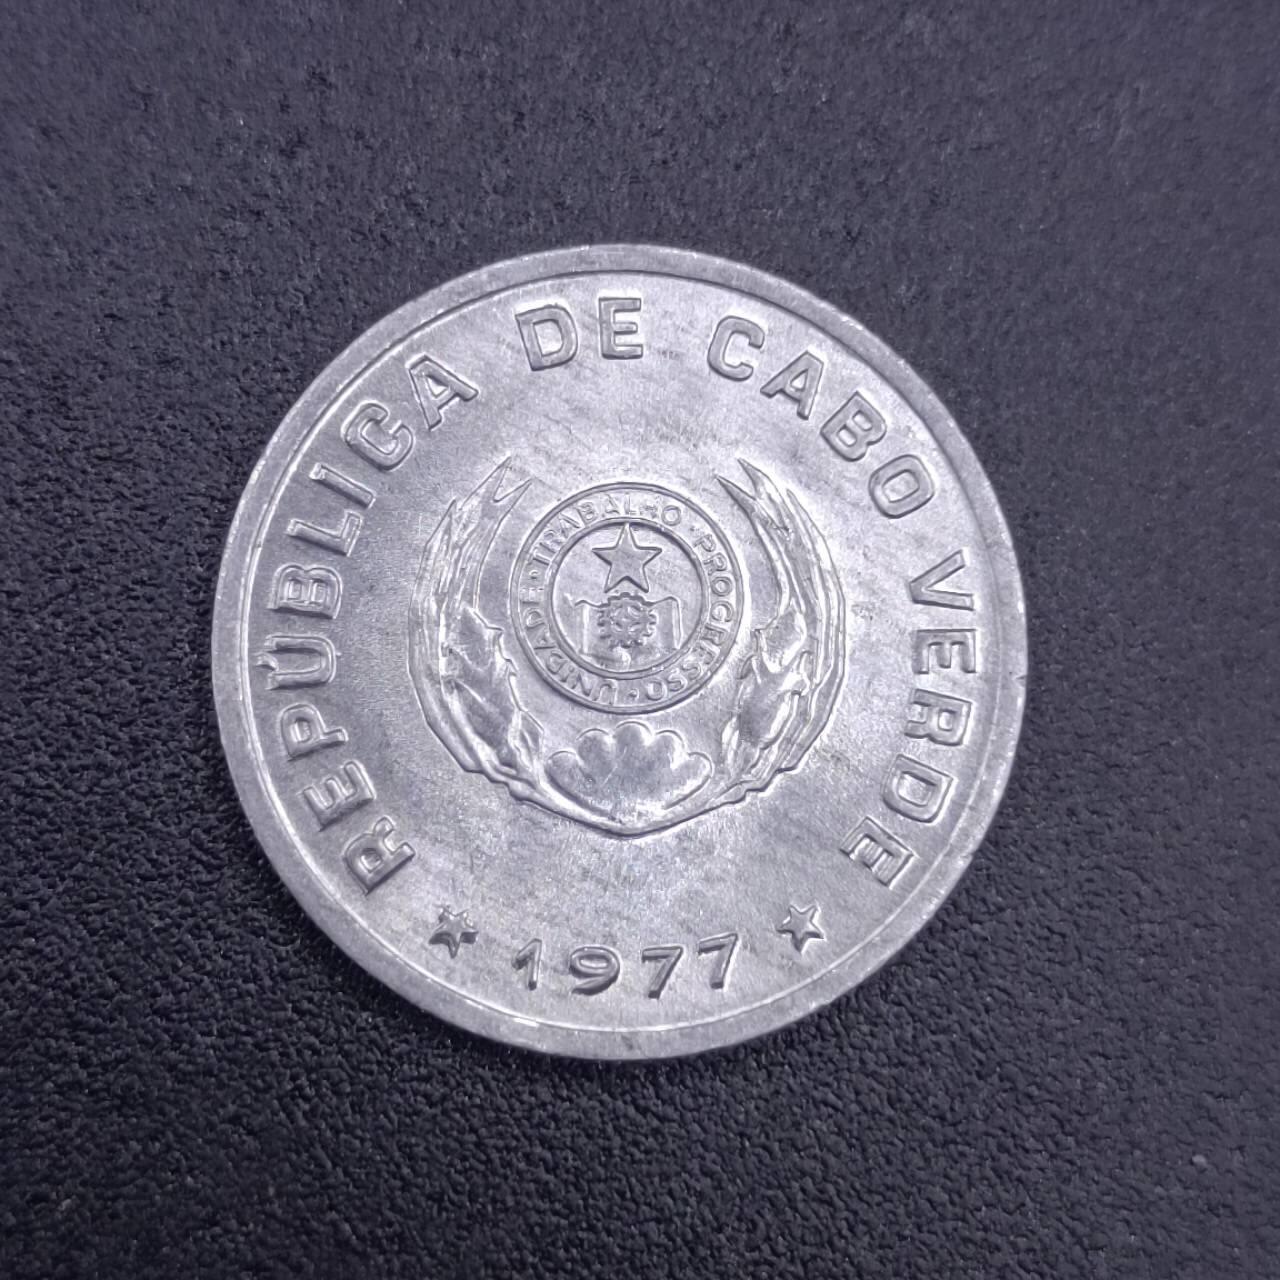 REPÚBLICA DE CABO VERDE
UNIDADE · TRABALHO · PROGRESSO ·
★ 1977 ★